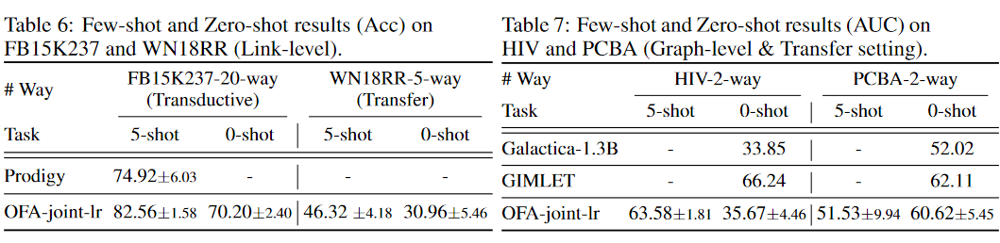 Table 6: Few-shot and Zero-shot results (Acc) on
FB15K237 and WN18RR (Link-level).
# Way FB15K237-20-way WN18RR-5-way
(Transductive) (Transfer)
Task 5-shot 0-shot 5-shot 0-shot
Prodigy 74.92±6.03 - - -
OFA-joint-lr 82.56±1.58 70.20±2.40 46.32 ±4.18 30.96±5.46
Table 7: Few-shot and Zero-shot results (AUC) on
HIV and PCBA (Graph-level & Transfer setting).
# Way HIV-2-way PCBA-2-way
Task 5-shot 0-shot 5-shot 0-shot
Galactica-1.3B - 33.85 - 52.02
GIMLET - 66.24 - 62.11
OFA-joint-lr 63.58±1.81 35.67±4.46 51.53±9.94 60.62±5.45